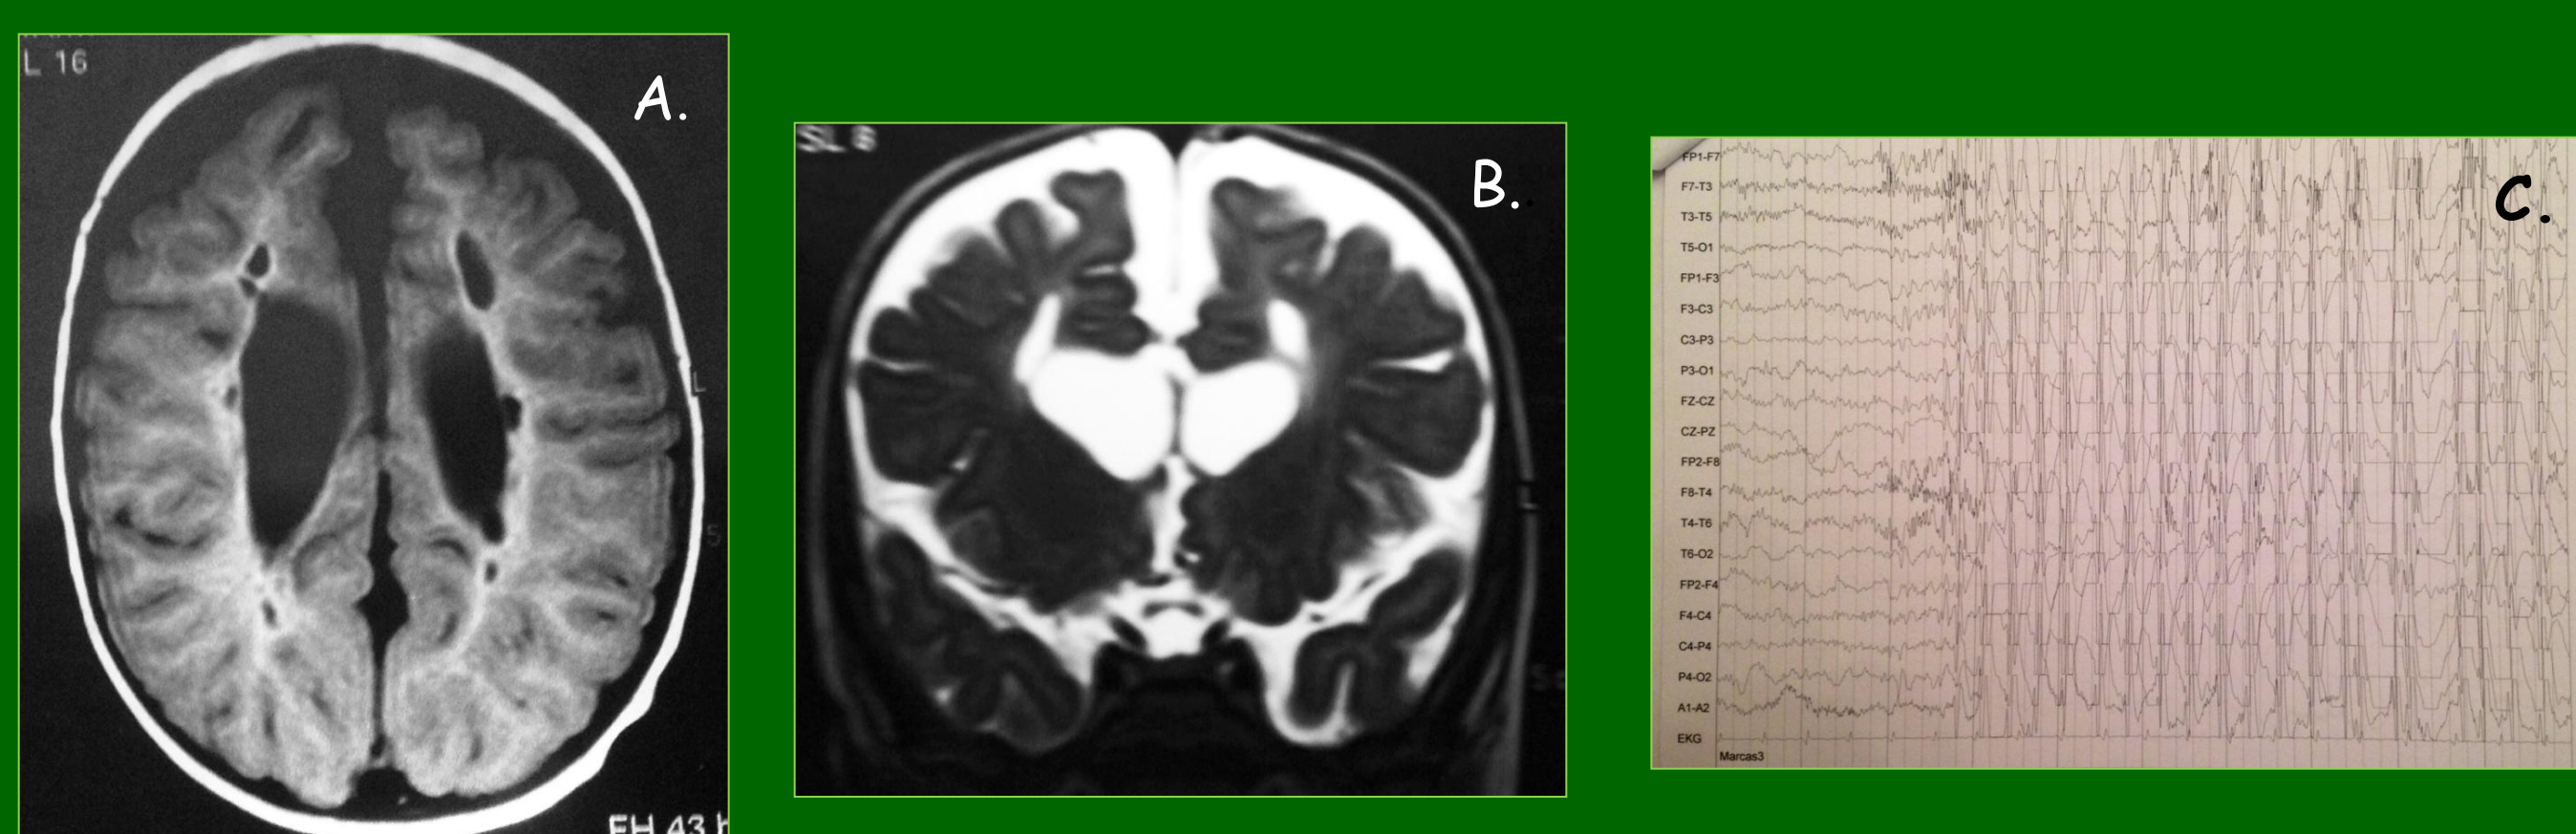 L 16
A.
L
S
FH 43
SL 8
B.
L
C.
FP1-F7
F7-T3
T3-T5
T5-O1
FP1-F3
F3-C3
C3-P3
P3-O1
FZ-CZ
CZ-PZ
FP2-F8
F8-T4
T4-T6
T6-O2
FP2-F4
F4-C4
C4-P4
P4-O2
A1-A2
EKG
Marcas3